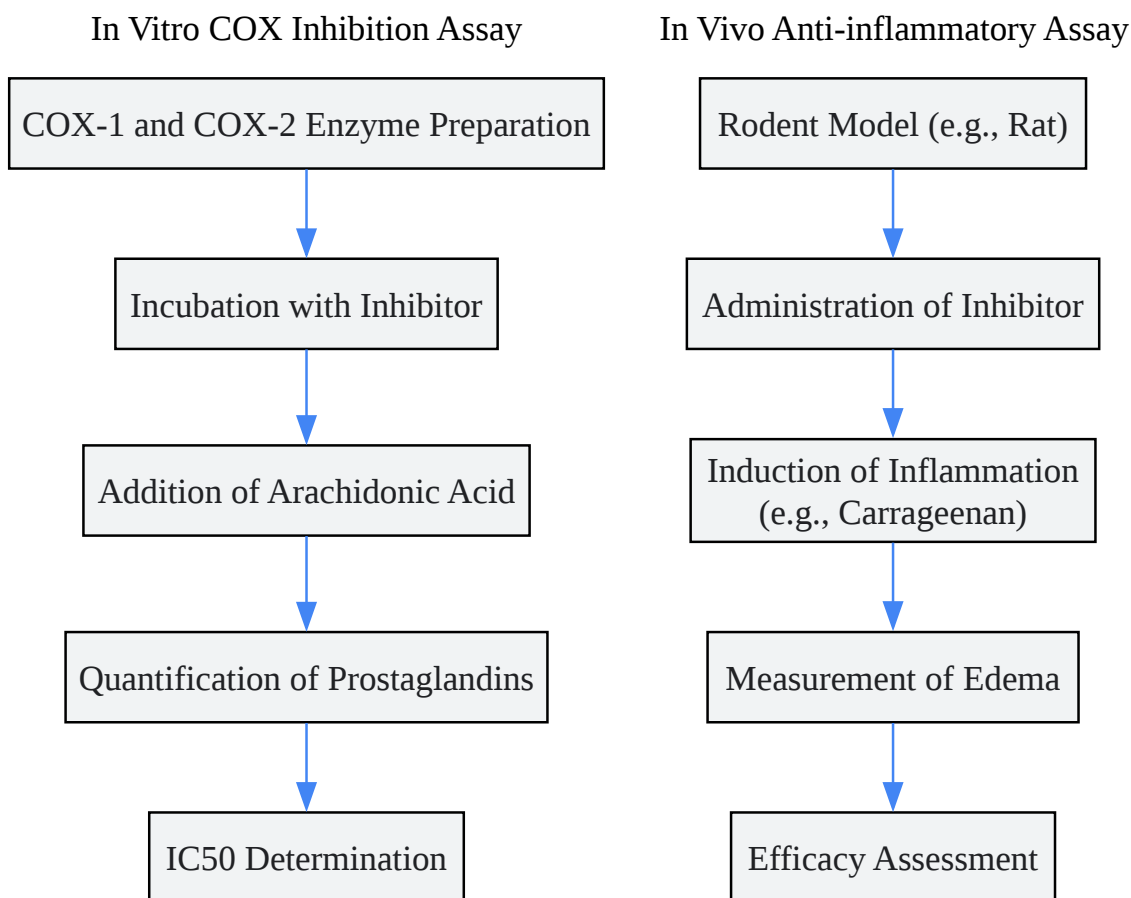 In Vitro COX Inhibition Assay
COX-1 and COX-2 Enzyme Preparation
Incubation with Inhibitor
Addition of Arachidonic Acid
Quantification of Prostaglandins
IC50 Determination
In Vivo Anti-inflammatory Assay
Rodent Model (e.g., Rat)
Administration of Inhibitor
Induction of Inflammation
(e.g., Carrageenan)
Measurement of Edema
Efficacy Assessment